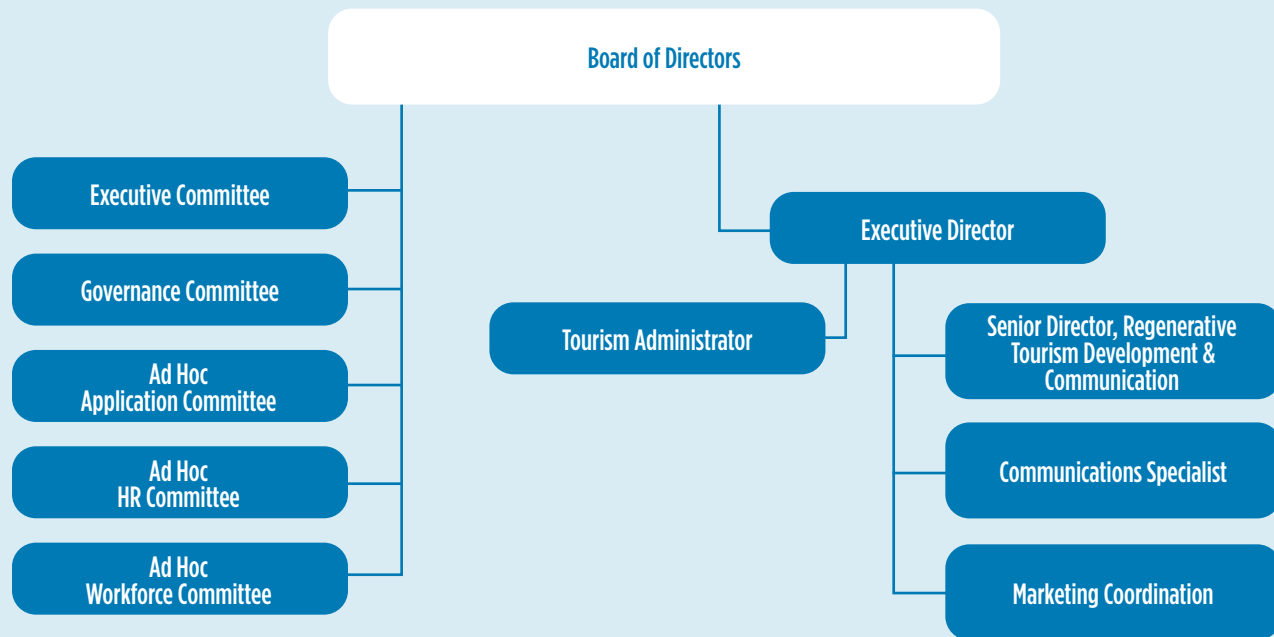 Board of Directors
Executive Committee
Governance Committee
Ad Hoc
Application Committee
Ad Hoc
HR Committee
Ad Hoc
Workforce Committee
Executive Director
Tourism Administrator
Senior Director, Regenerative
Tourism Development &
Communication
Communications Specialist
Marketing Coordination